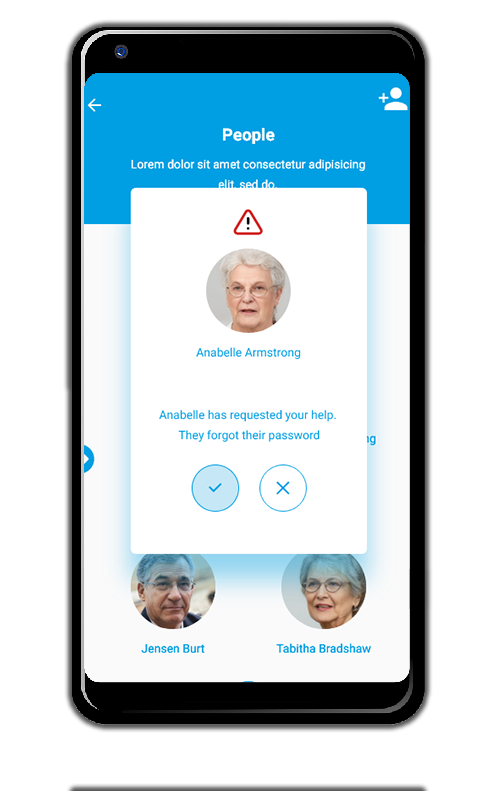 People
Lorem dolor sit amet consectetur adipisicing
elit, sed do.
Anabelle Armstrong
Anabelle has requested your help.
They forgot their password
ng
Jensen Burt
Tabitha Bradshaw